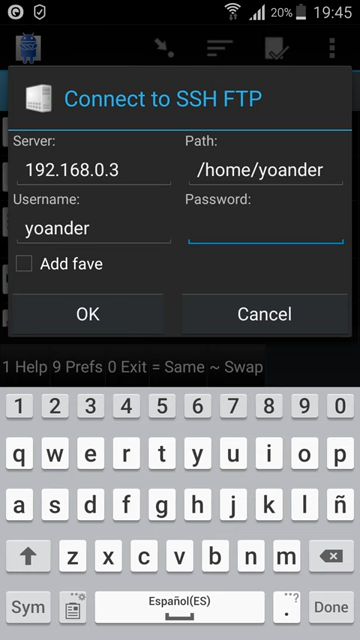 20% 19:45
Connect to SSH FTP
Server: Path:
192.168.0.3 /home/yoander
Username: Password:
yoander
Add fave
OK Cancel
1 Help 9 Prefs 0 Exit = Same ~ Swap
1 2 3 4 5 6 7 8 9 0
q w e r t y u i o p
a s d f g h j k l ñ
z x c v b n m
Sym Español(ES) . ? Done